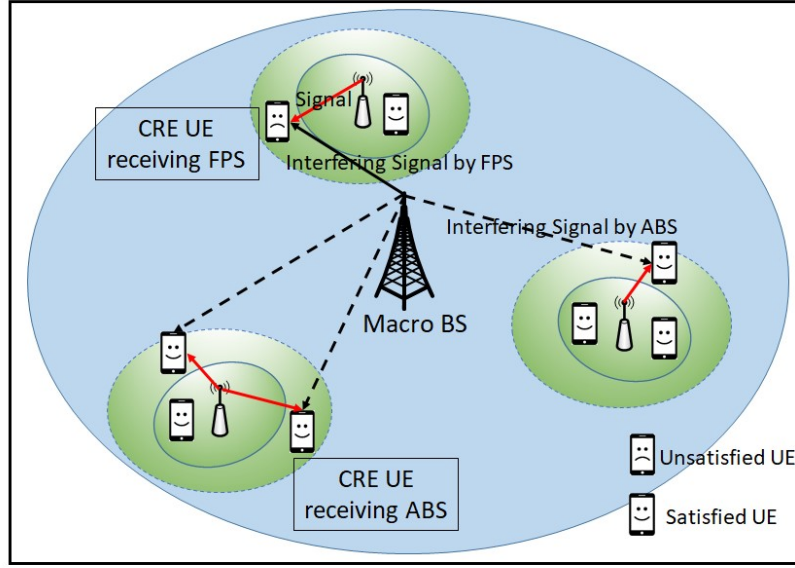 Signal
CRE UE
receiving FPS
Interfering Signal by FPS
Interfering Signal by ABS
Macro BS
CRE UE
receiving ABS
Unsatisfied UE
Satisfied UE